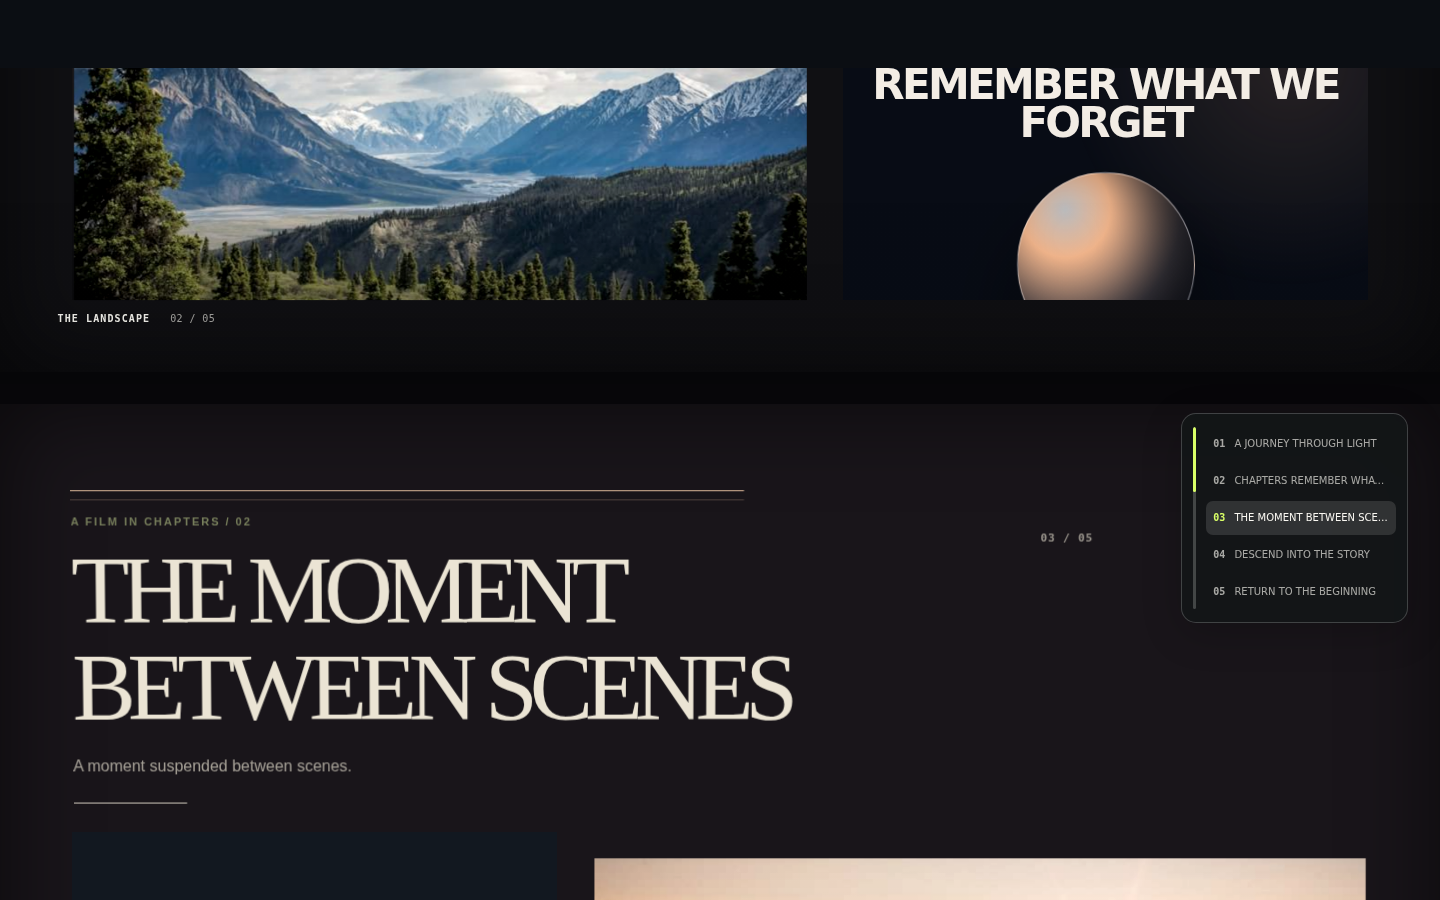 REMEMBER WHAT WE
FORGET
THE LANDSCAPE 02 / 05
01 A JOURNEY THROUGH LIGHT
02 CHAPTERS REMEMBER WHA...
03 THE MOMENT BETWEEN SCE...
04 DESCEND INTO THE STORY
05 RETURN TO THE BEGINNING
A FILM IN CHAPTERS / 02
03 / 05
THE MOMENT
BETWEEN SCENES
A moment suspended between scenes.